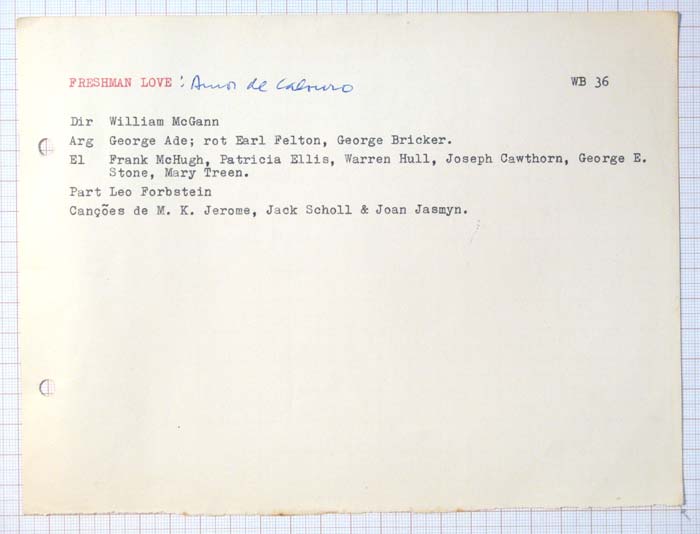 FRESHMAN LOVE : Amor de Calouro WB 36
Dir William McGann
Arg George Ade; rot Earl Felton, George Bricker.
El Frank McHugh, Patricia Ellis, Warren Hull, Joseph Cawthorn, George E.
Stone, Mary Treen.
Part Leo Forbstein
Canções de M. K. Jerome, Jack Scholl & Joan Jasmyn.